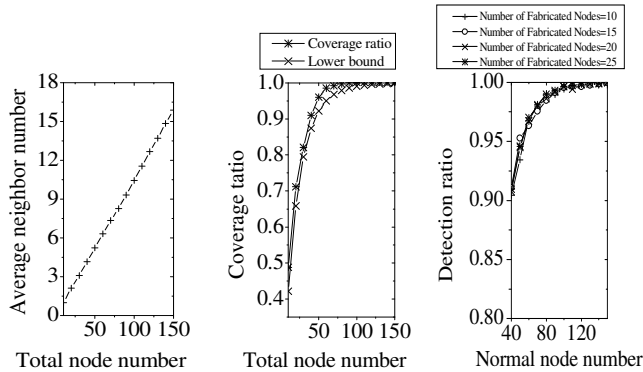 Coverage ratio
Lower bound
Number of Fabricated Nodes=10
Number of Fabricated Nodes=15
Number of Fabricated Nodes=20
Number of Fabricated Nodes=25
Average neighbor number
18
15
12
9
6
3
0
50
100
150
Total node number
Coverage tatio
1.0
0.9
0.8
0.7
0.6
0.5
0.4
50
100
150
Total node number
Detection ratio
1.00
0.95
0.90
0.85
0.80
40
80
120
Normal node number